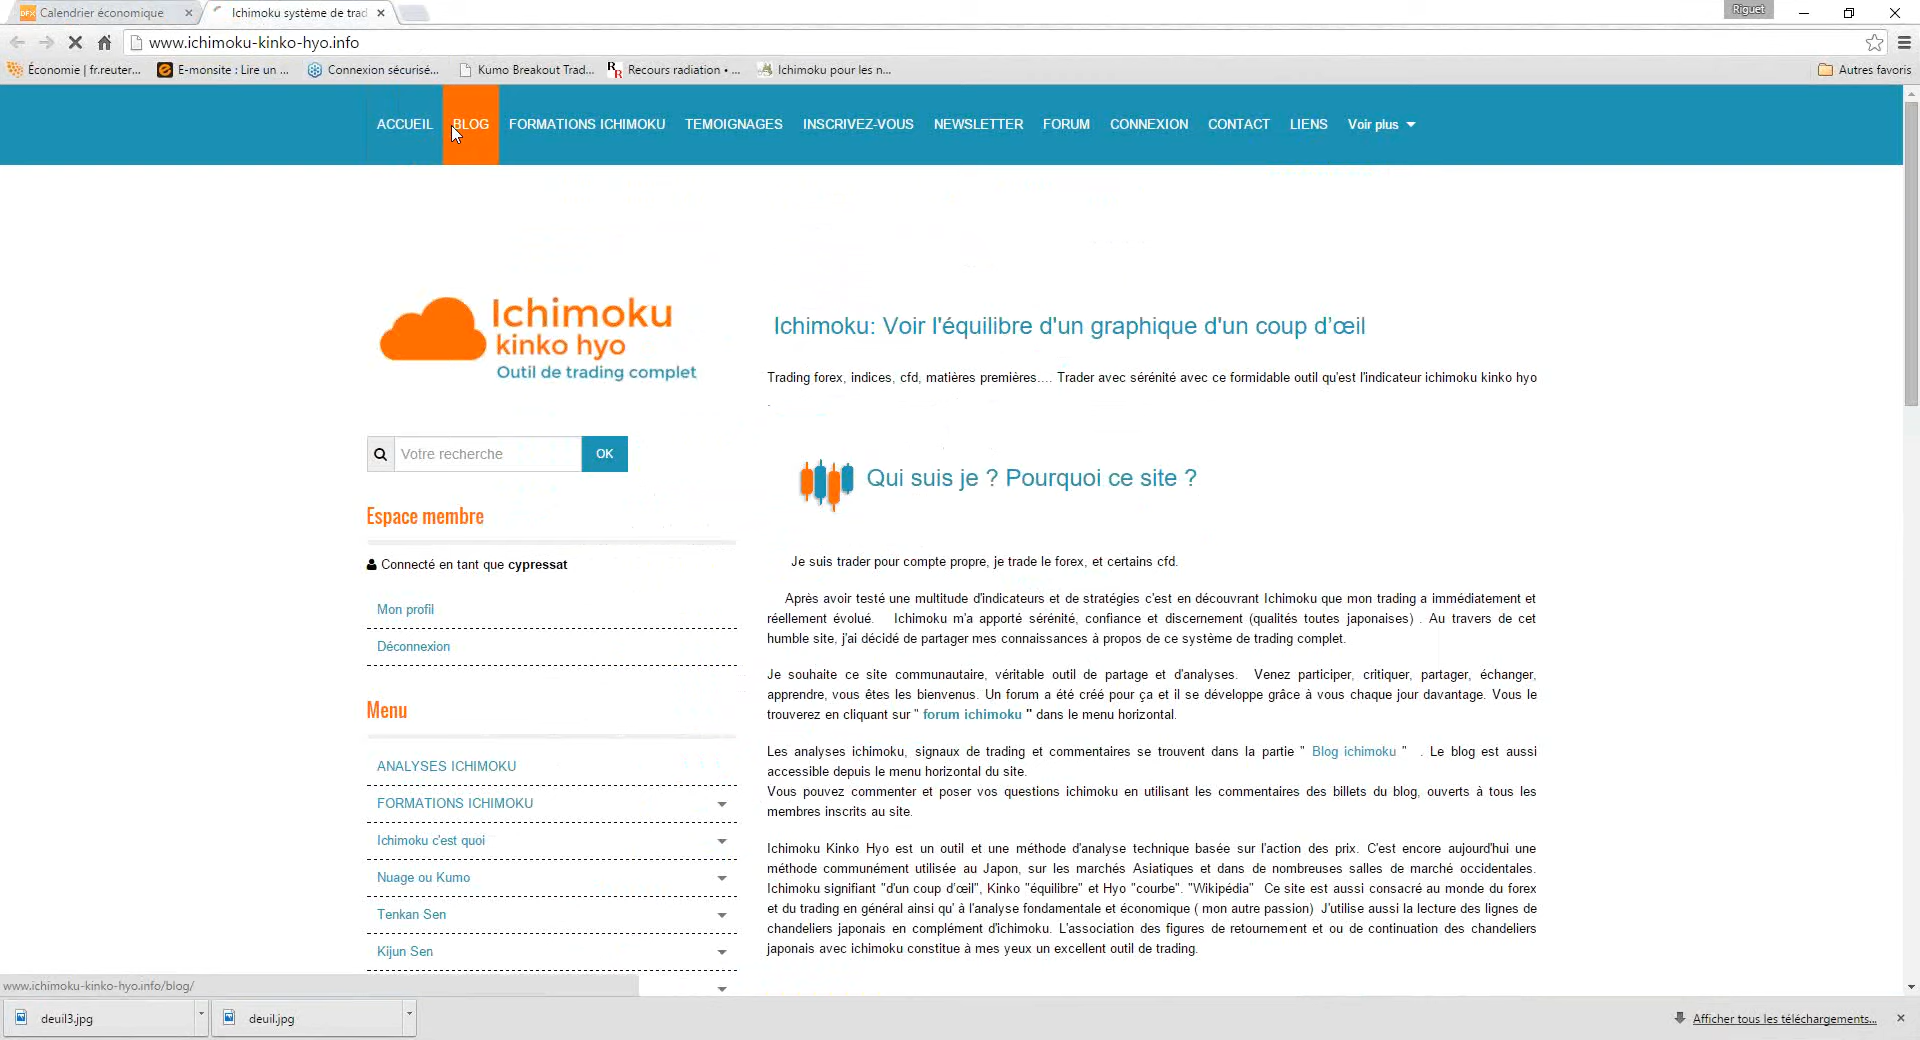 Calendrier économique
Ichimoku système de trad
Riguet
www.ichimoku-kinko-hyo.info
Économie | fr.reuter...
E-monsite : Lire un ...
Connexion sécurisé...
Kumo Breakout Trad...
Recours radiation • ...
Ichimoku pour les n...
Autres favoris
ACCUEIL
BLOG
FORMATIONS ICHIMOKU
TEMOIGNAGES
INSCRIVEZ-VOUS
NEWSLETTER
FORUM
CONNEXION
CONTACT
LIENS
Voir plus
Ichimoku
kinko hyo
Outil de trading complet
Votre recherche
OK
Espace membre
Connecté en tant que cypressat
Mon profil
Déconnexion
Menu
ANALYSES ICHIMOKU
FORMATIONS ICHIMOKU
Ichimoku c'est quoi
Nuage ou Kumo
Tenkan Sen
Kijun Sen
Ichimoku: Voir l'équilibre d'un graphique d'un coup d’œil
Trading forex, indices, cfd, matières premières.... Trader avec sérénité avec ce formidable outil qu'est l'indicateur ichimoku kinko hyo
.
Qui suis je ? Pourquoi ce site ?
Je suis trader pour compte propre, je trade le forex, et certains cfd.
Après avoir testé une multitude d'indicateurs et de stratégies c'est en découvrant Ichimoku que mon trading a immédiatement et
réellement évolué. Ichimoku m'a apporté sérénité, confiance et discernement (qualités toutes japonaises) . Au travers de cet
humble site, j'ai décidé de partager mes connaissances à propos de ce système de trading complet.
Je souhaite ce site communautaire, véritable outil de partage et d'analyses. Venez participer, critiquer, partager, échanger,
apprendre, vous êtes les bienvenus. Un forum a été créé pour ça et il se développe grâce à vous chaque jour davantage. Vous le
trouverez en cliquant sur " forum ichimoku " dans le menu horizontal.
Les analyses ichimoku, signaux de trading et commentaires se trouvent dans la partie " Blog ichimoku " . Le blog est aussi
accessible depuis le menu horizontal du site.
Vous pouvez commenter et poser vos questions ichimoku en utilisant les commentaires des billets du blog, ouverts à tous les
membres inscrits au site.
Ichimoku Kinko Hyo est un outil et une méthode d'analyse technique basée sur l'action des prix. C'est encore aujourd'hui une
méthode communément utilisée au Japon, sur les marchés Asiatiques et dans de nombreuses salles de marché occidentales.
Ichimoku signifiant "d'un coup d'œil", Kinko "équilibre" et Hyo "courbe". "Wikipédia" Ce site est aussi consacré au monde du forex
et du trading en général ainsi qu' à l'analyse fondamentale et économique ( mon autre passion) J'utilise aussi la lecture des lignes de
chandeliers japonais en complément d'ichimoku. L'association des figures de retournement et ou de continuation des chandeliers
japonais avec ichimoku constitue à mes yeux un excellent outil de trading.
www.ichimoku-kinko-hyo.info/blog/
deuil3.jpg
deuil.jpg
Afficher tous les téléchargements...